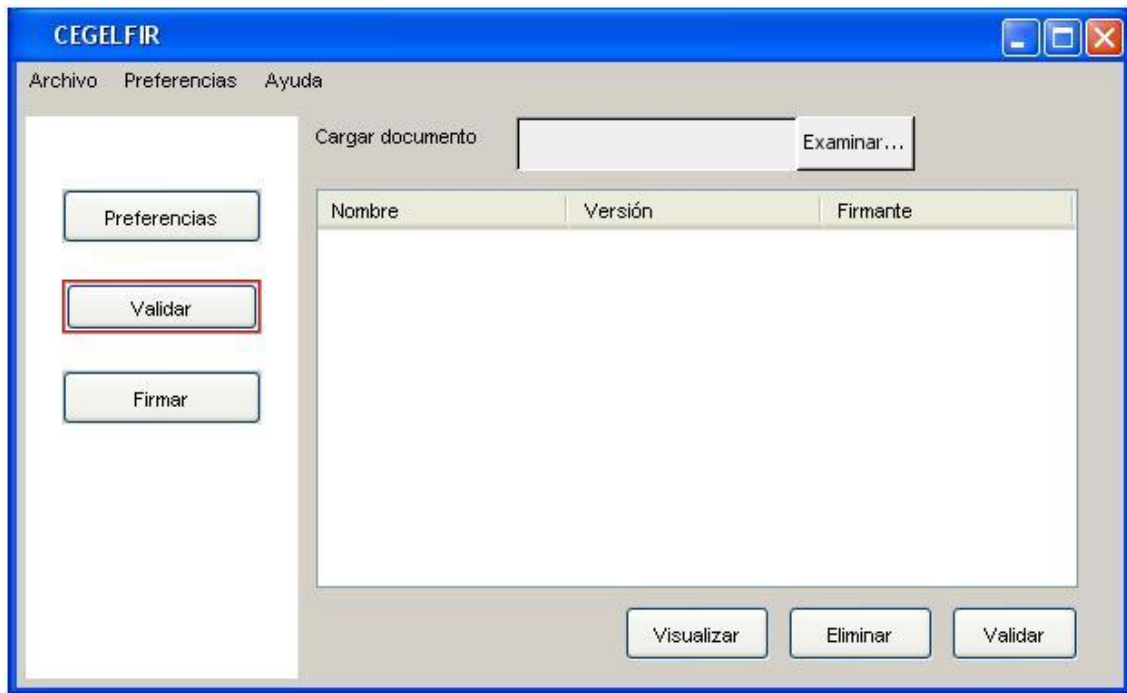 CEGELFIR
Archivo Preferencias Ayuda
Cargar documento Examinar...
Preferencias
Validar
Firmar
Nombre Versión Firmante
Visualizar Eliminar Validar